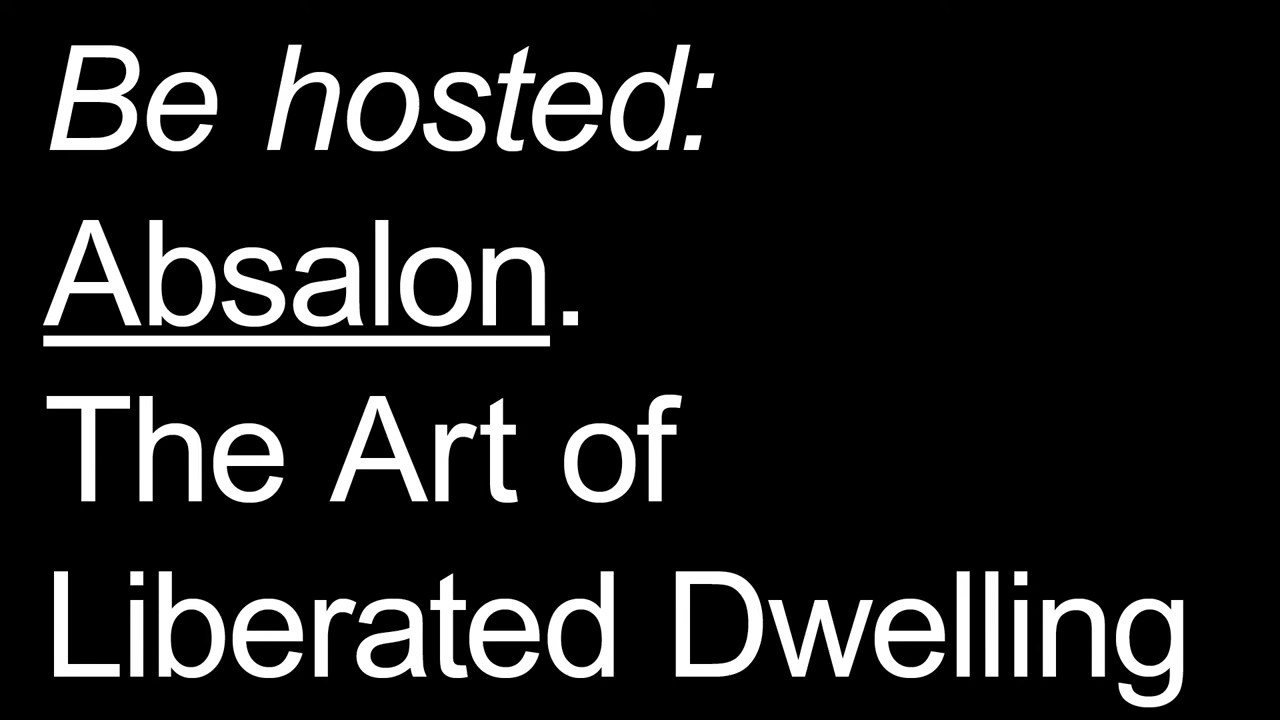 Be hosted:
Absalon.
The Art of
Liberated Dwelling